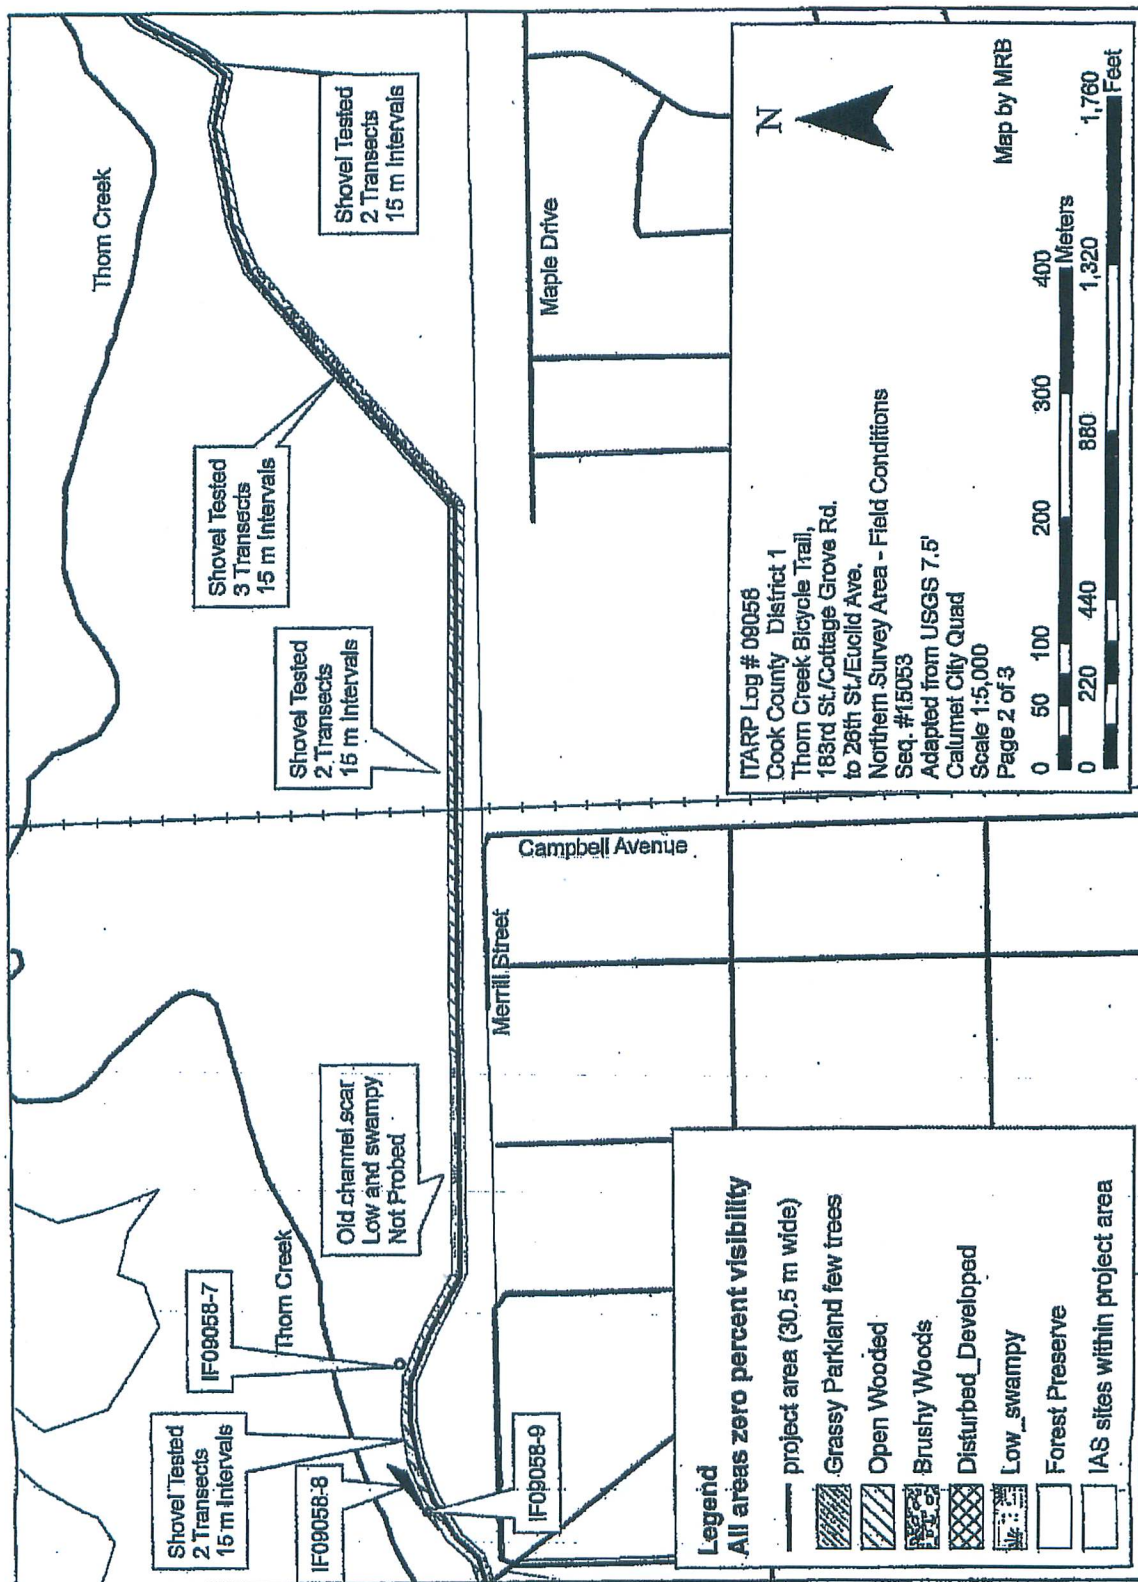 Thorn Creek
Shovel Tested
2 Transects
15 m Intervals
Shovel Tested
3 Transects
15 m Intervals
Shovel Tested
2 Transects
15 m Intervals
Maple Drive
Campbell Avenue
Merrill Street
Old channel scar
Low and swampy
Not Probed
Thorn Creek
IF09058-7
Shovel Tested
2 Transects
15 m Intervals
IF09058-8
IF09058-9
Legend
All areas zero percent visibility
project area (30.5 m wide)
Grassy Parkland few trees
Open Wooded
Brushy Woods
Disturbed_Developed
Low_swampy
Forest Preserve
IAS sites within project area
ITARP Log # 09058
Cook County District 1
Thorn Creek Bicycle Trail,
183rd St./Cottage Grove Rd.
to 26th St./Euclid Ave.
Northern Survey Area - Field Conditions
Seq. #15053
Adapted from USGS 7.5'
Calumet City Quad
Scale 1:5,000
Page 2 of 3
N
Map by MRB
0 50 100 200 300 400
Meters
0 220 440 880 1,320 1,760
Feet